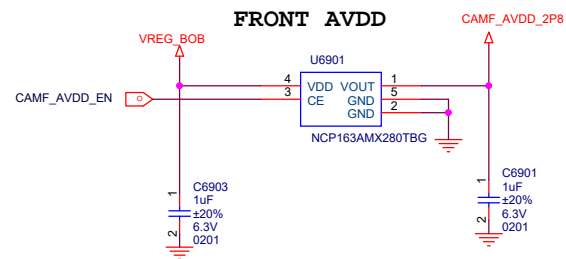 FRONT AVDD
CAMF_AVDD_2P8
VREG_BOB
U6901
4 VDD VOUT 1
CAMF_AVDD_EN 3 CE GND 5
GND 2
NCP163AMX280TBG
1
C6903
1uF
±20%
6.3V
0201
2
1
C6901
1uF
±20%
6.3V
0201
2